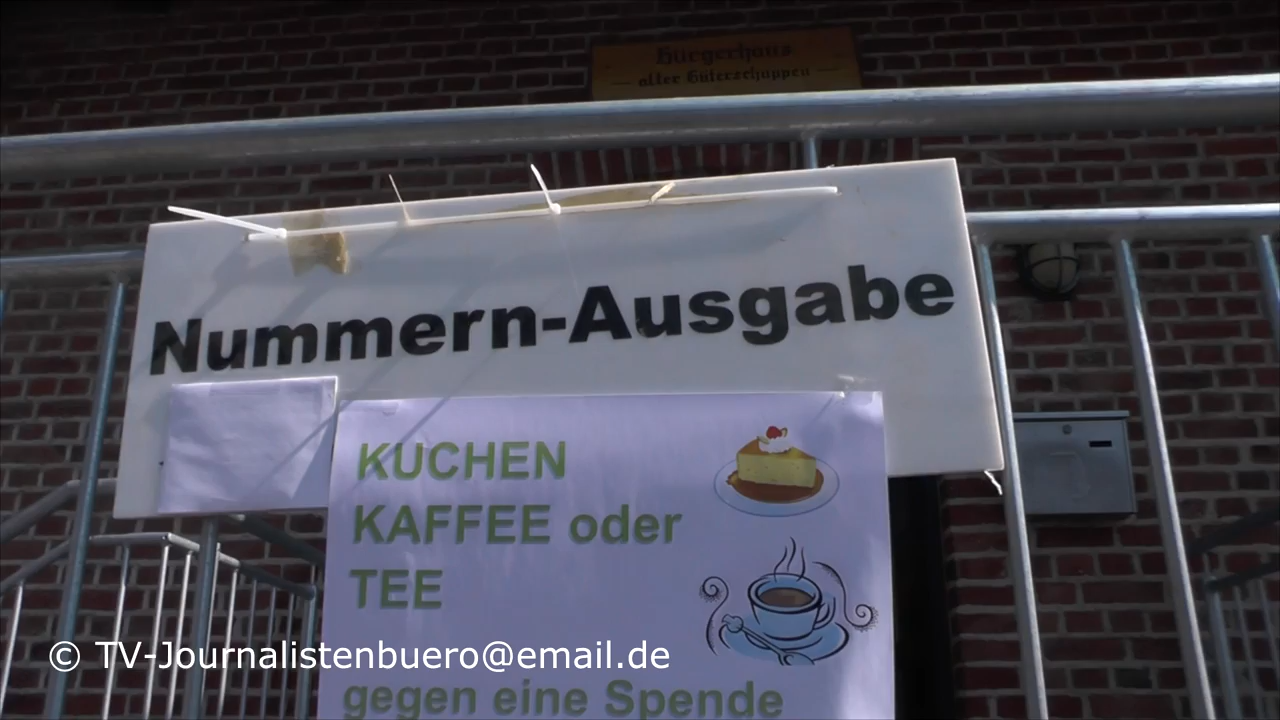 Bürgerhaus
alter Güterschuppen
Nummern-Ausgabe
KUCHEN
KAFFEE oder
TEE
gegen eine Spende
© TV-Journalistenbuero@email.de